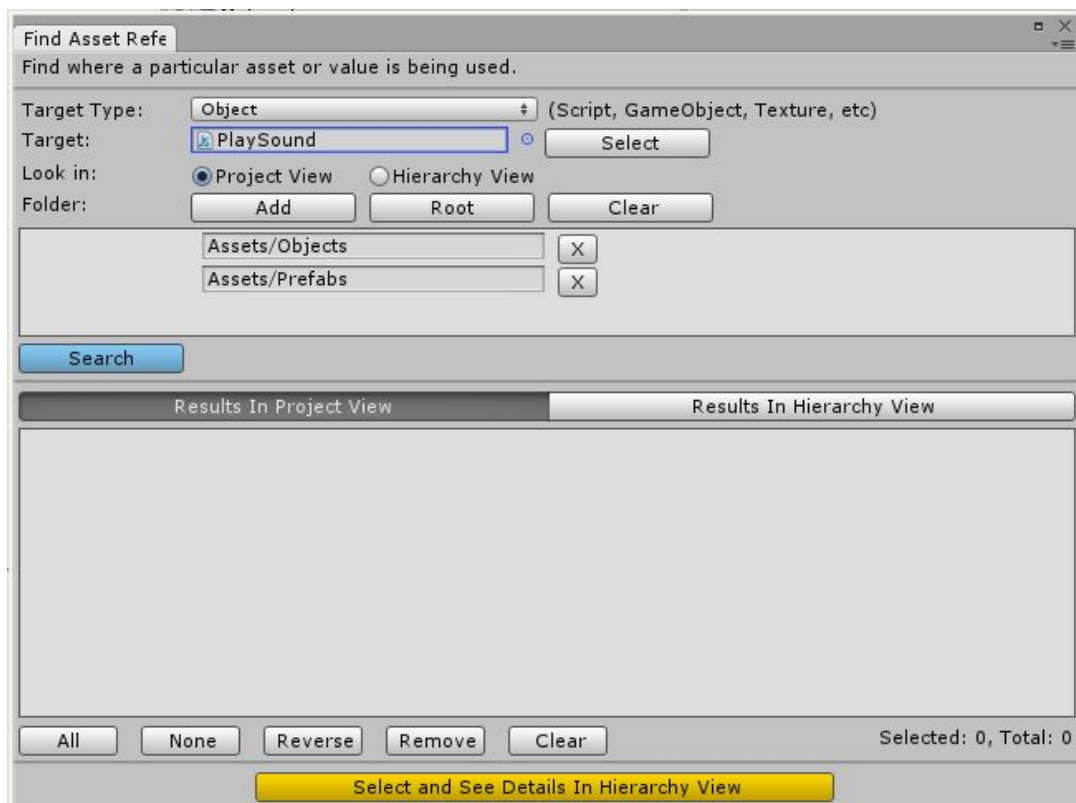 Find Asset Refe
Find where a particular asset or value is being used.
Target Type: Object (Script, GameObject, Texture, etc)
Target: PlaySound Select
Look in: Project View Hierarchy View
Folder: Add Root Clear
Assets/Objects X
Assets/Prefabs X
Search
Results In Project View Results In Hierarchy View
All None Reverse Remove Clear Selected: 0, Total: 0
Select and See Details In Hierarchy View